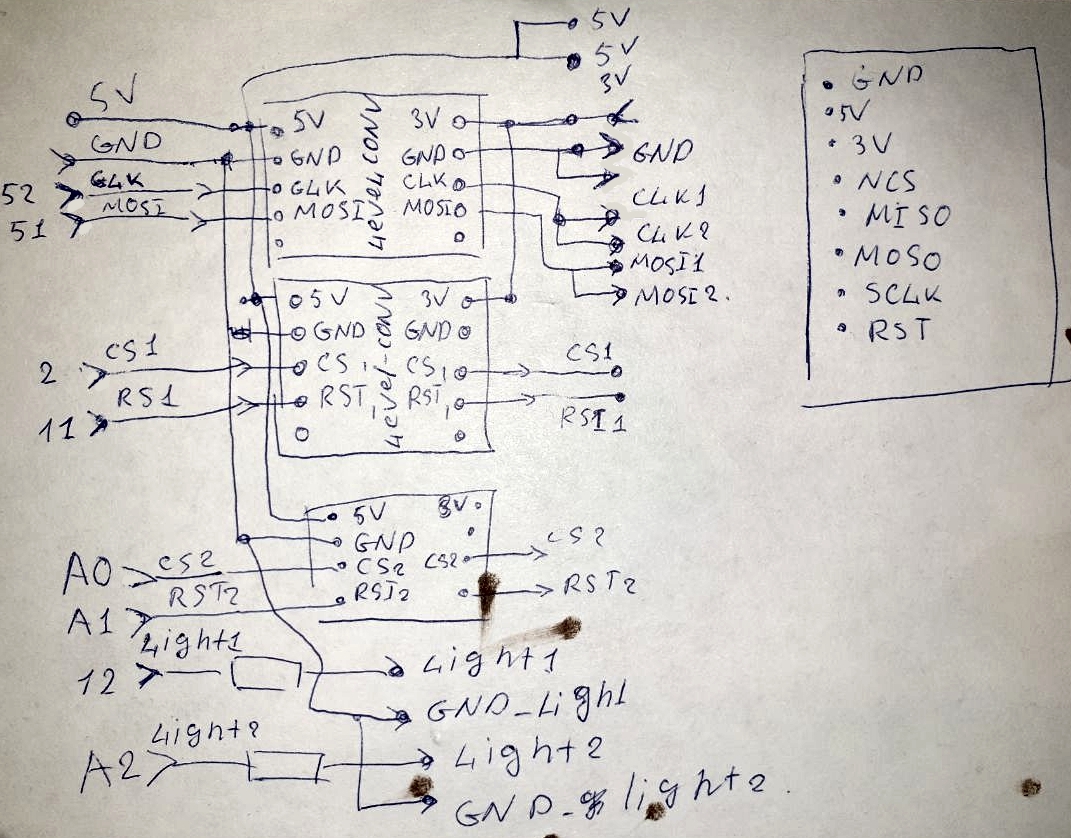 5V
5V
3V
5V
GND
52 CLK
51 MOSI
5V 3V
GND GND
CLK CLK
MOSI MOSI
Level CONV
GND
CLK1
CLK2
MOSI1
MOSI2.
GND
5V
3V
NCS
MISO
MOSO
SCLK
RST
5V 3V
GND GND
CS1 CS1
RST1 RST1
Level-CONV
2 CS1
11 RS1
CS1
RST1
5V 3V
GND
CS2 CS2
RST2
A0 CS2
A1 RST2
CS2
RST2
12 Light1
Light1
GND_Light1
A2 Light2
Light2
GND_light2.